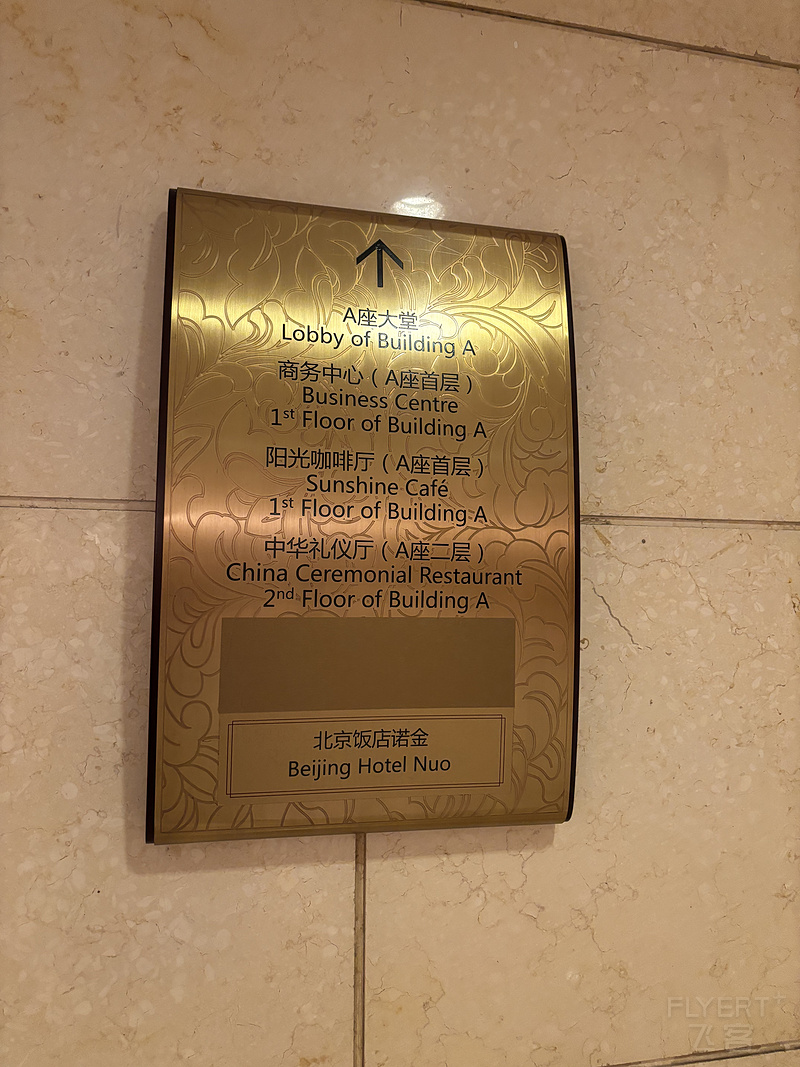 A座大堂
Lobby of Building A
商务中心（A座首层）
Business Centre
1st Floor of Building A
阳光咖啡厅（A座首层）
Sunshine Café
1st Floor of Building A
中华礼仪厅（A座二层）
China Ceremonial Restaurant
2nd Floor of Building A
北京饭店诺金
Beijing Hotel Nuo
FLYERT
飞客